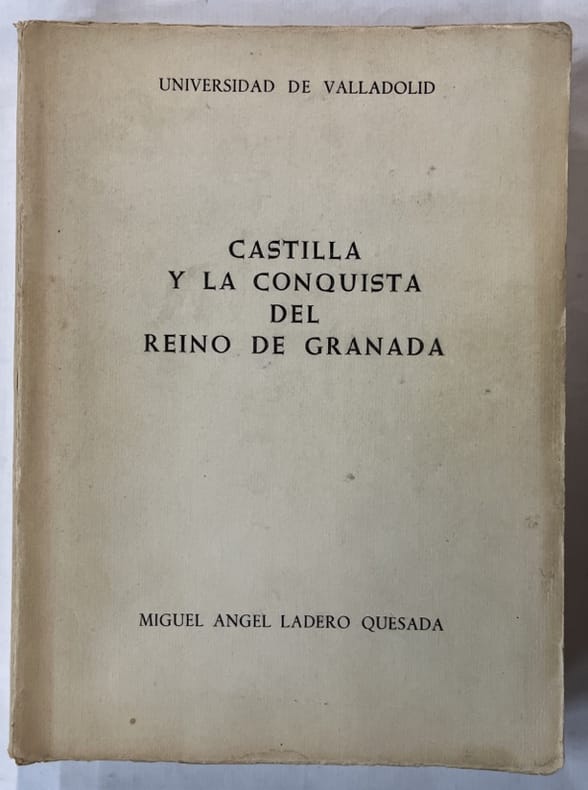 UNIVERSIDAD DE VALLADOLID
CASTILLA
Y LA CONQUISTA
DEL
REINO DE GRANADA
MIGUEL ANGEL LADERO QUESADA